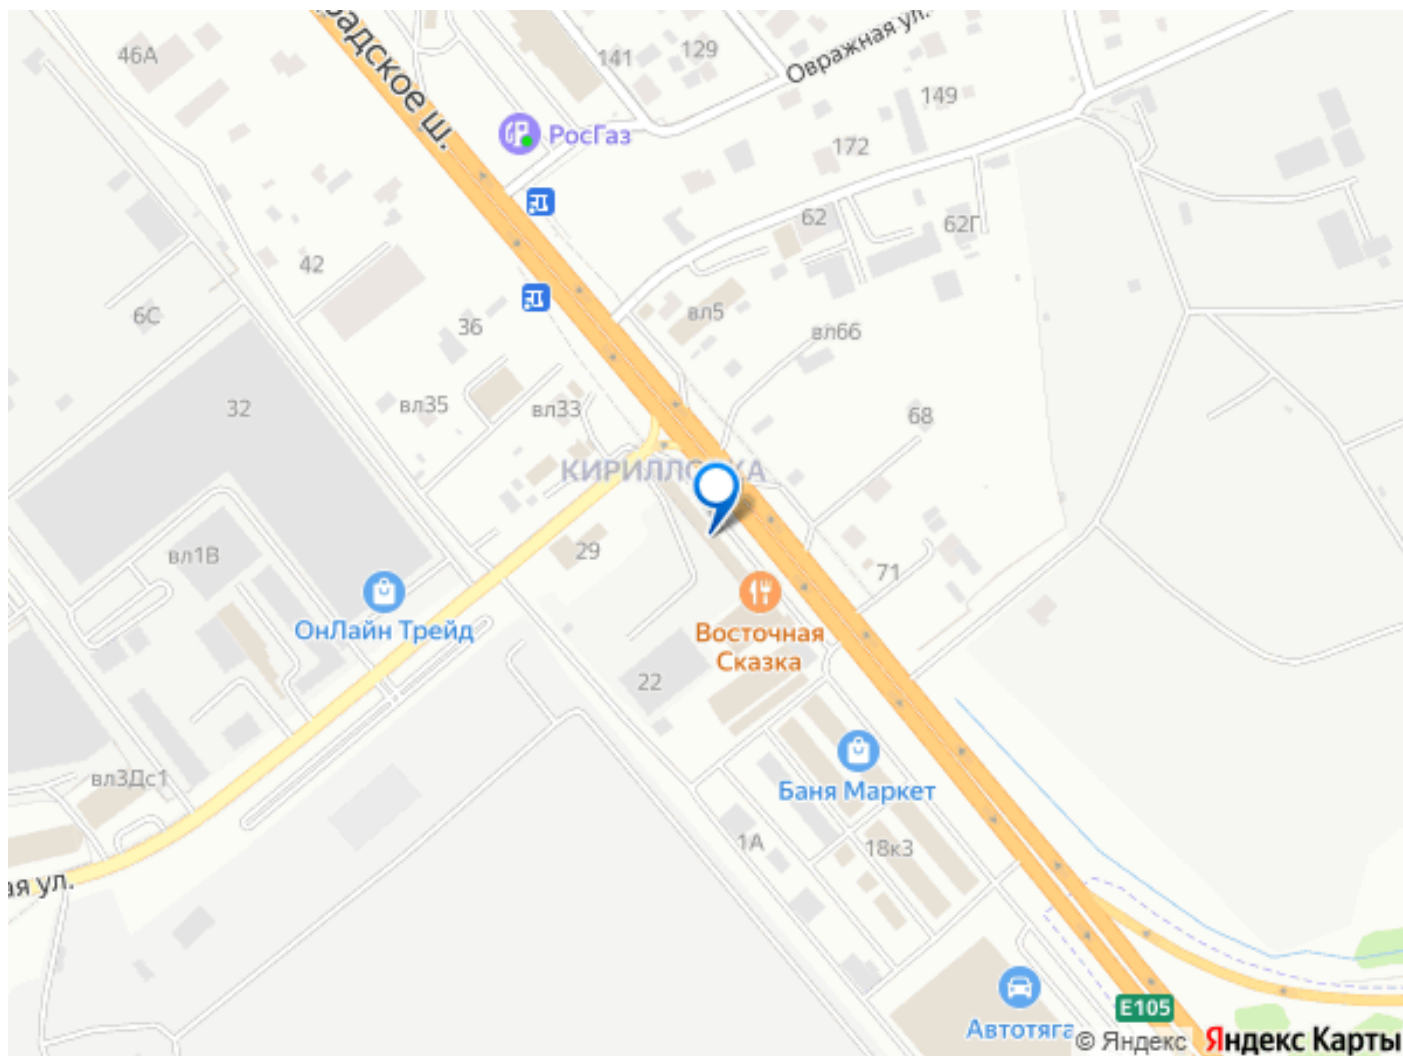 46А
141
129
Овражная ул.
149
РосГаз
172
62
62Г
42
6С
36
вл5
вл66
32
вл35
вл33
68
вл1В
29
71
ОнЛайн Трейд
Восточная
Сказка
22
вл3Дс1
Баня Маркет
1А
18к3
ул.
E105
Автотяга
© Яндекс
Яндекс Карты